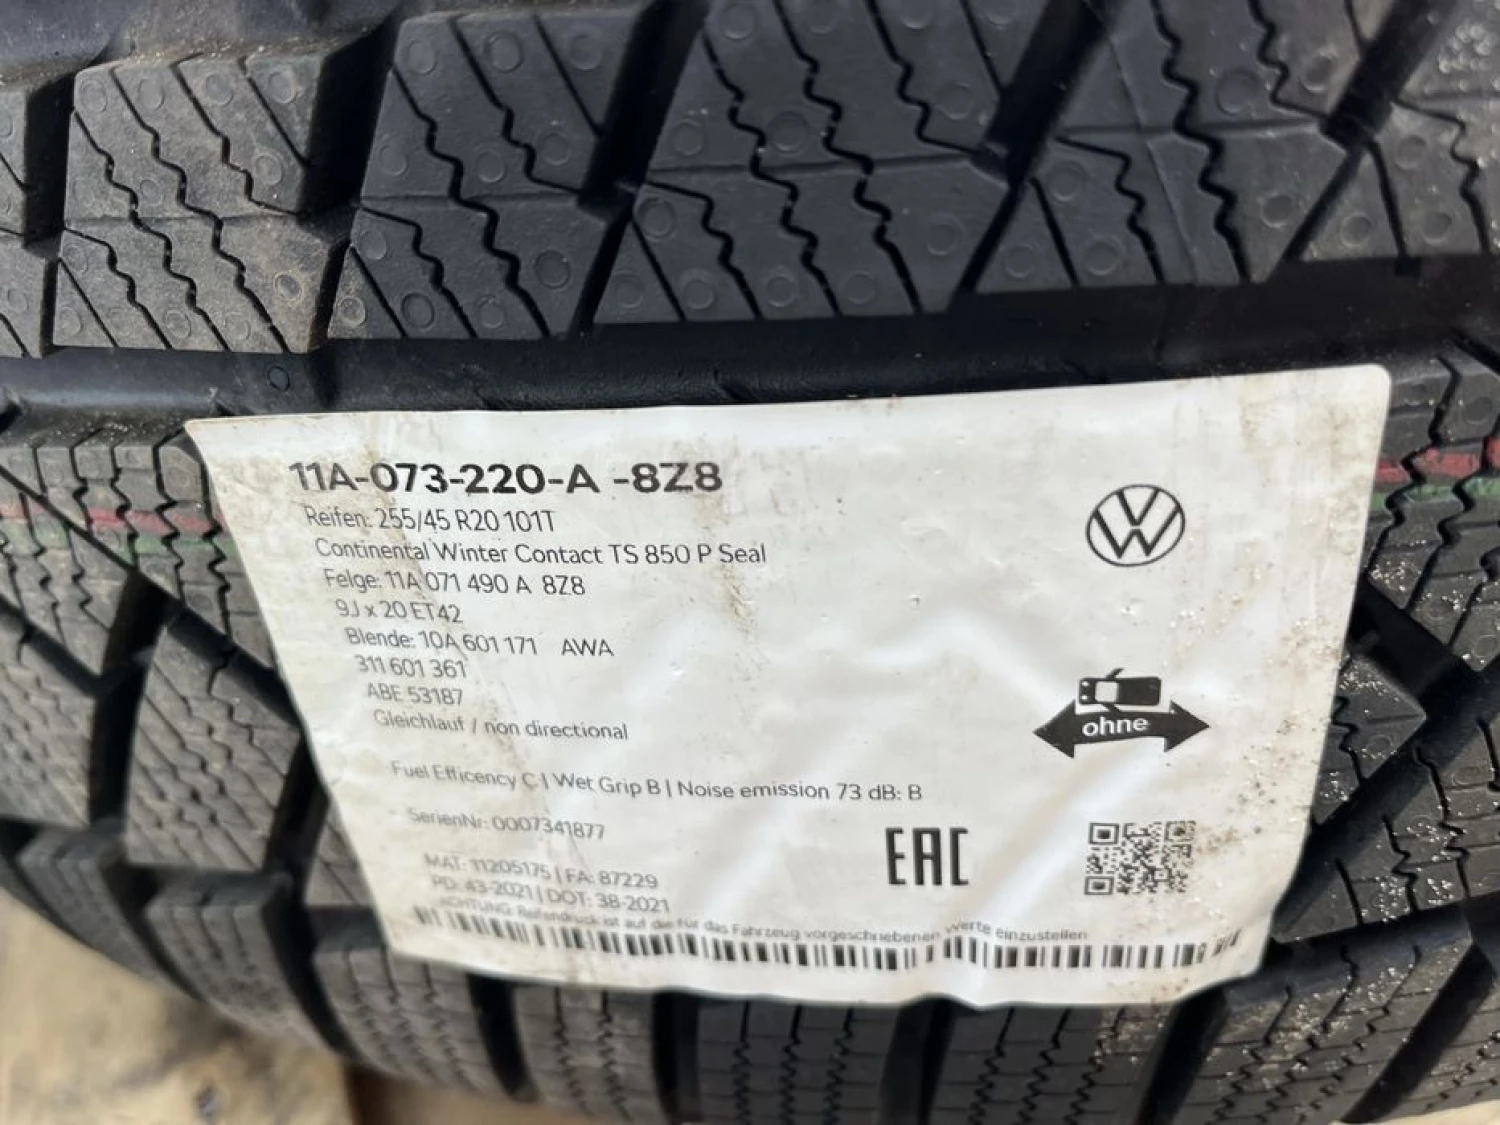 11A-073-220-A -8Z8
Reifen: 255/45 R20 101T
Continental Winter Contact TS 850 P Seal
Felge: 11A 071 490 A 8Z8
9J x 20 ET42
Blende: 10A 601 171 AWA
311 601 361
ABE 53187
Gleichlauf / non directional
ohne
Fuel Efficency C | Wet Grip B | Noise emission 73 dB: B
SerienNr: 0007341877
EAC
MAT: 11205175 | FA: 87229
PD: 43-2021 | DOT: 38-2021
ACHTUNG: Reifendruck ist auf die für das Fahrzeug vorgeschriebenen Werte einzustellen